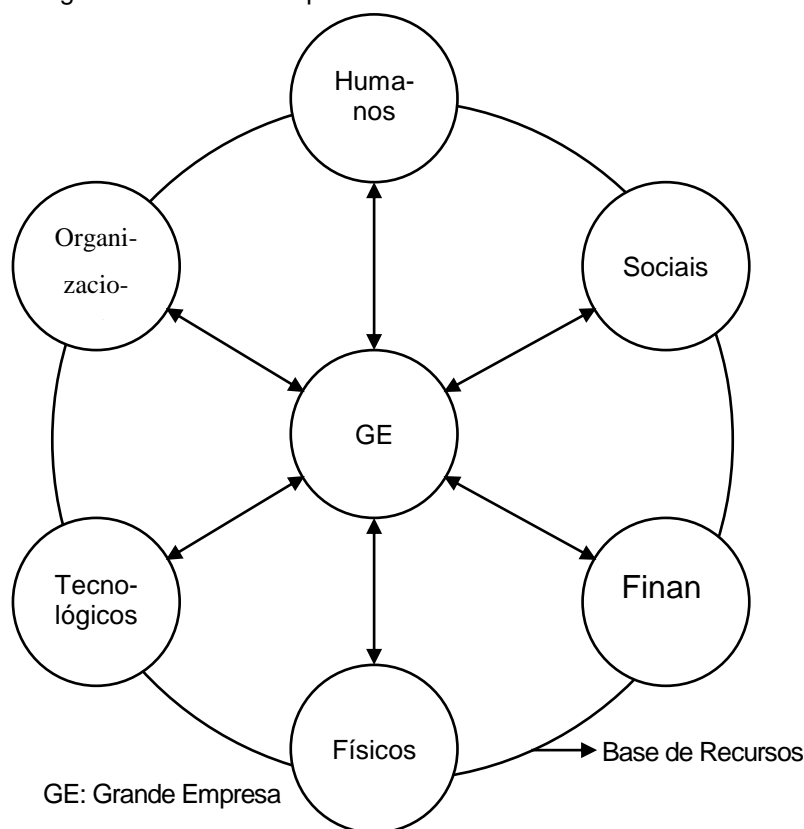 Huma-
nos
Organi-
zacio-
Sociais
GE
Tecno-
lógicos
Finan
Físicos
Base de Recursos
GE: Grande Empresa